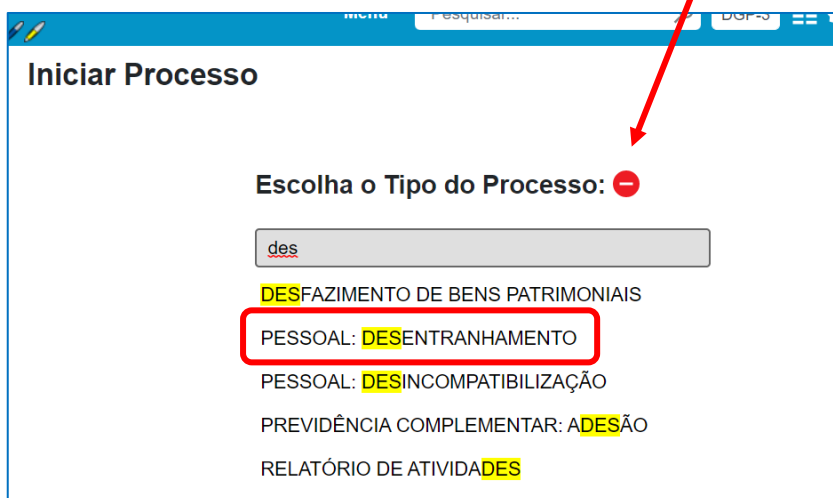 Menu Pesquisar... DGP-3
Iniciar Processo
Escolha o Tipo do Processo:
des
DESFAZIMENTO DE BENS PATRIMONIAIS
PESSOAL: DESENTRANHAMENTO
PESSOAL: DESINCOMPATIBILIZAÇÃO
PREVIDÊNCIA COMPLEMENTAR: ADESÃO
RELATÓRIO DE ATIVIDADES